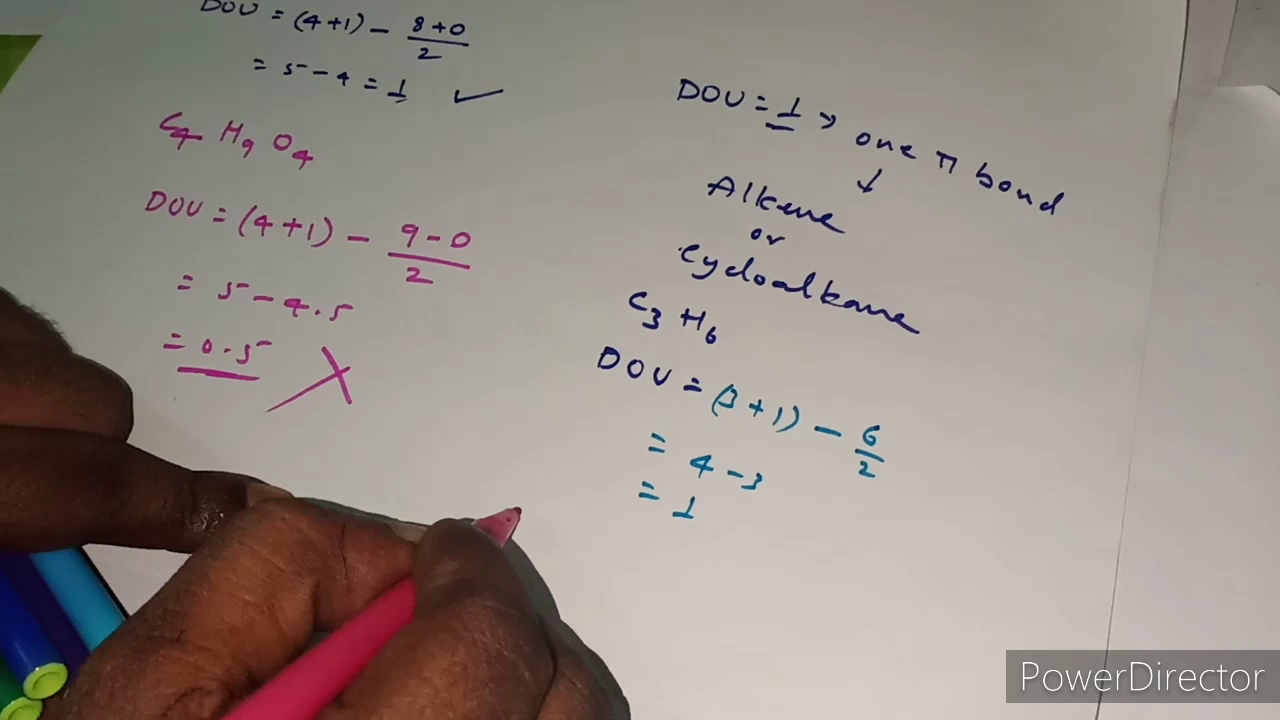 DOU = (4+1) - 8+0/2
= 5 - 4 = 1 ✓
C4 H9 O4
DOU = (4+1) - 9-0/2
= 5 - 4.5
= 0.5 ✗
DOU = 1 → one π bond
↓
Alkene
or
cycloalkane
C3 H6
DOU = (3+1) - 6/2
= 4 - 3
= 1
PowerDirector